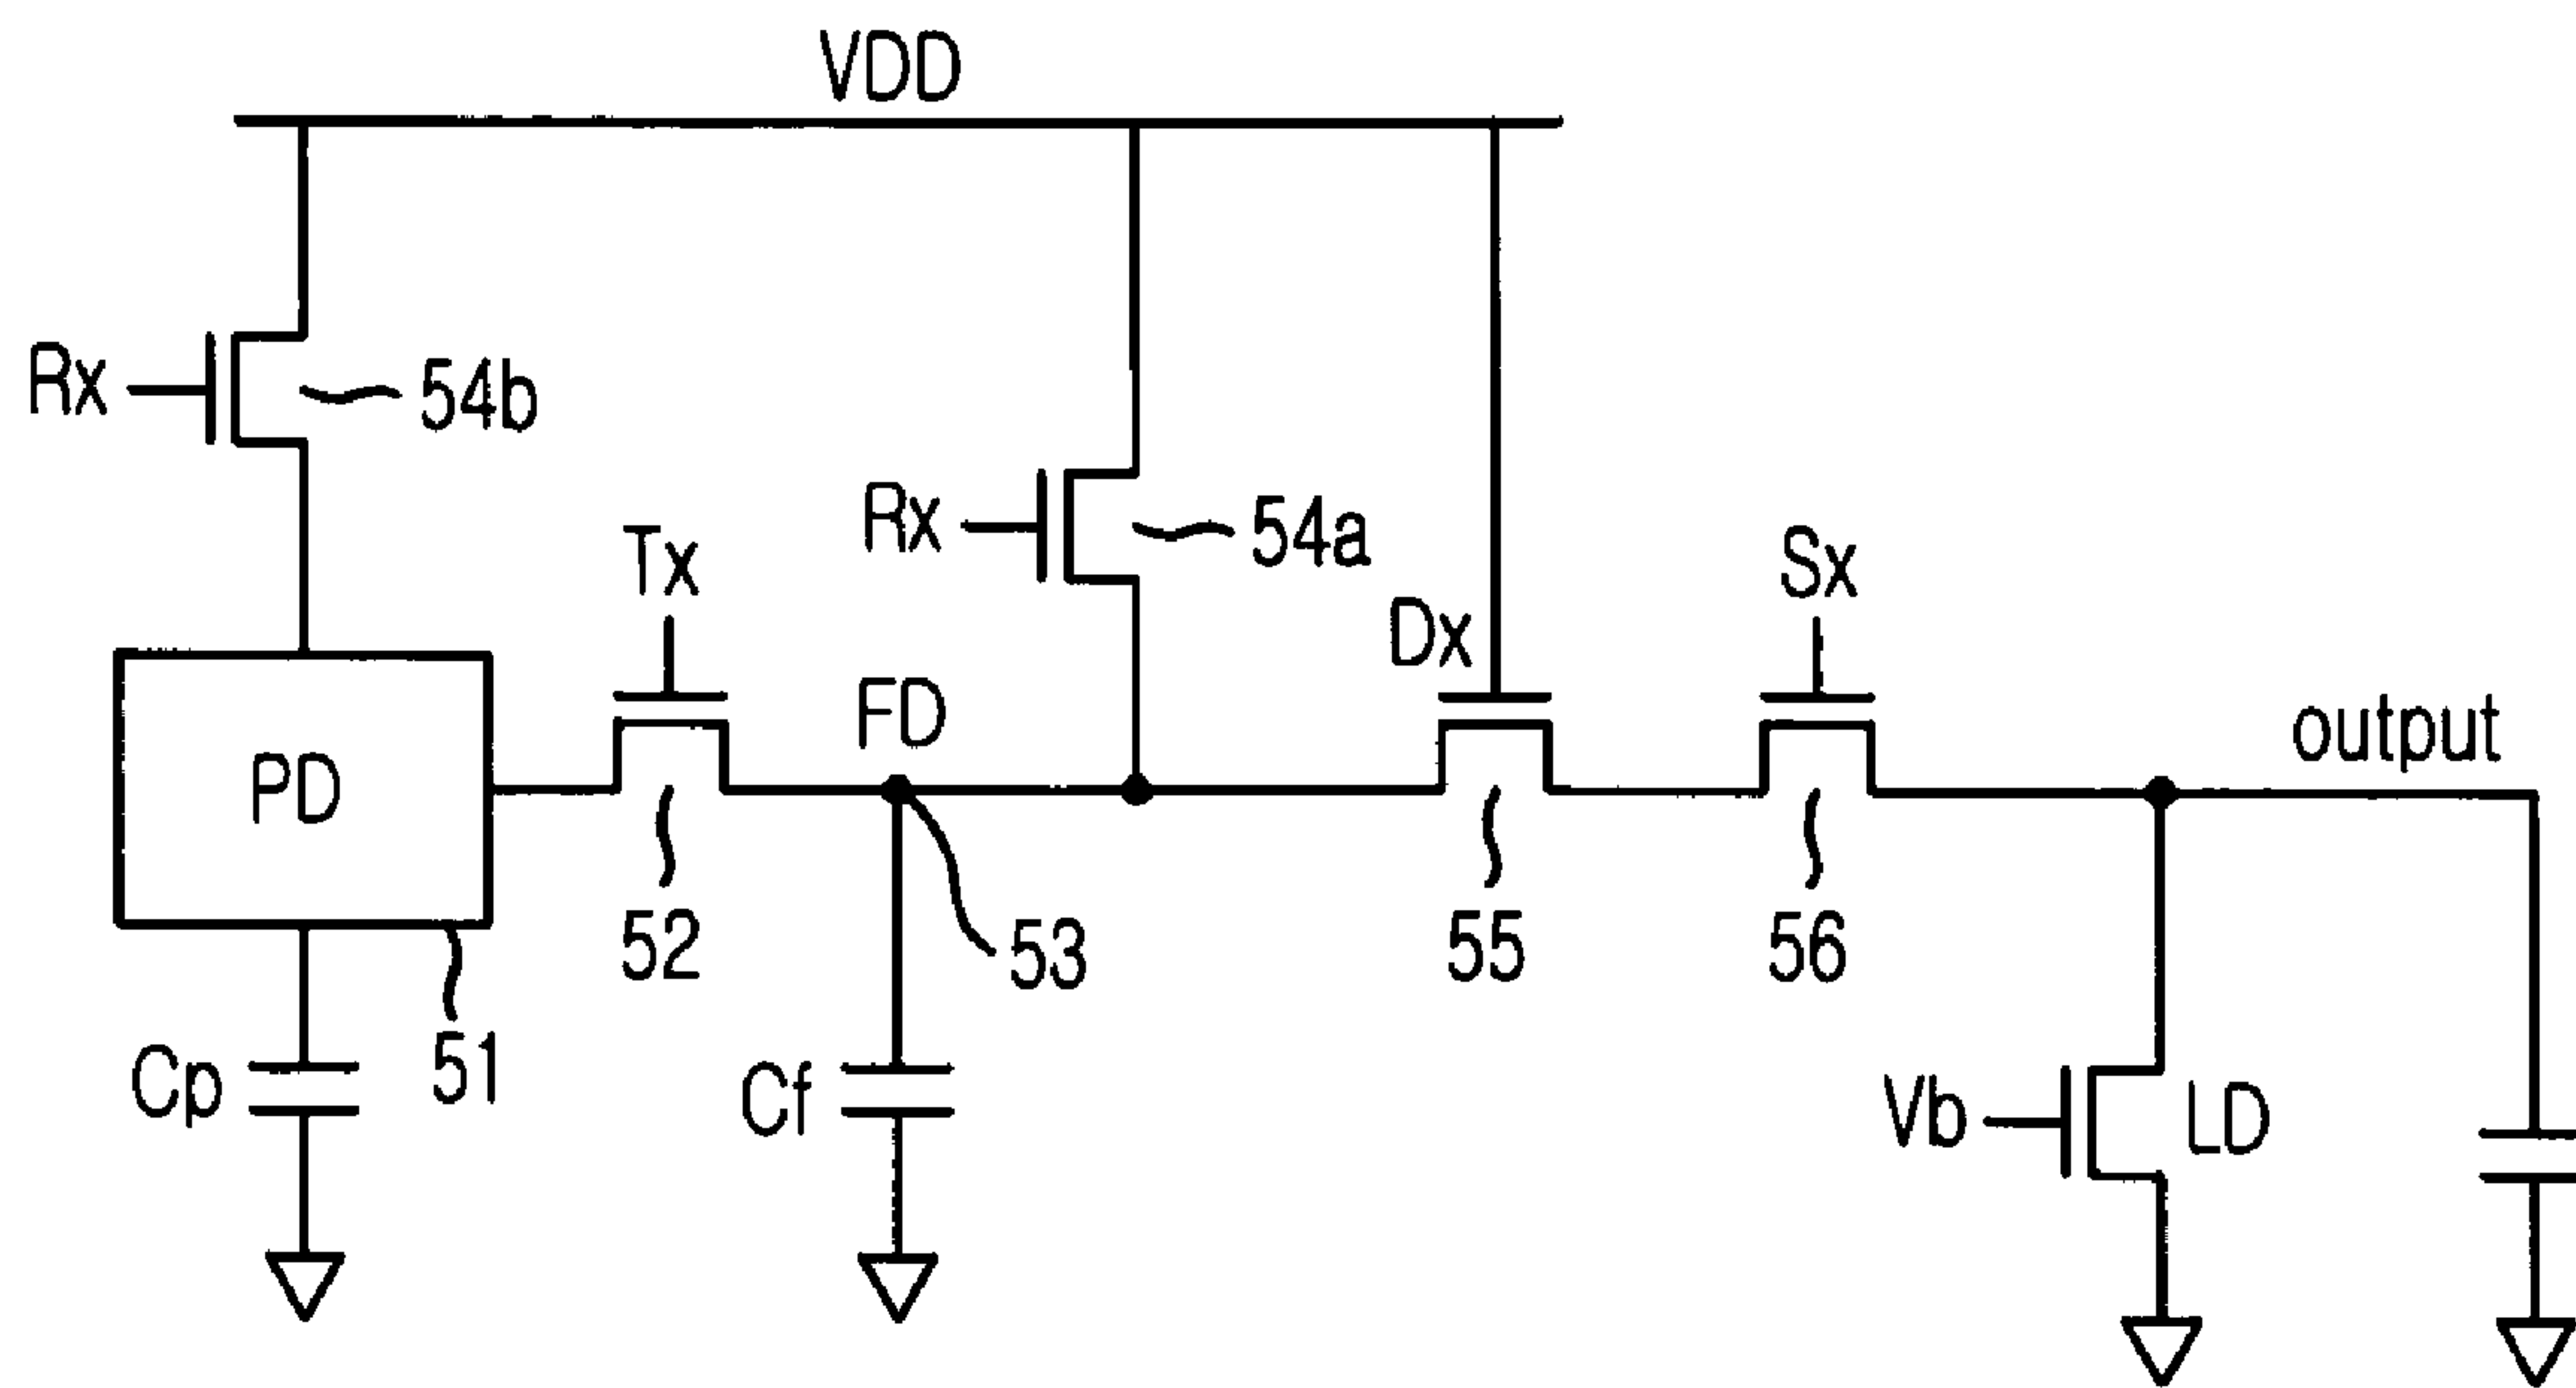 VDD
Rx
54b
Rx
54a
Tx
Sx
Dx
FD
output
PD
52
53
55
56
51
Cp
Cf
Vb
LD